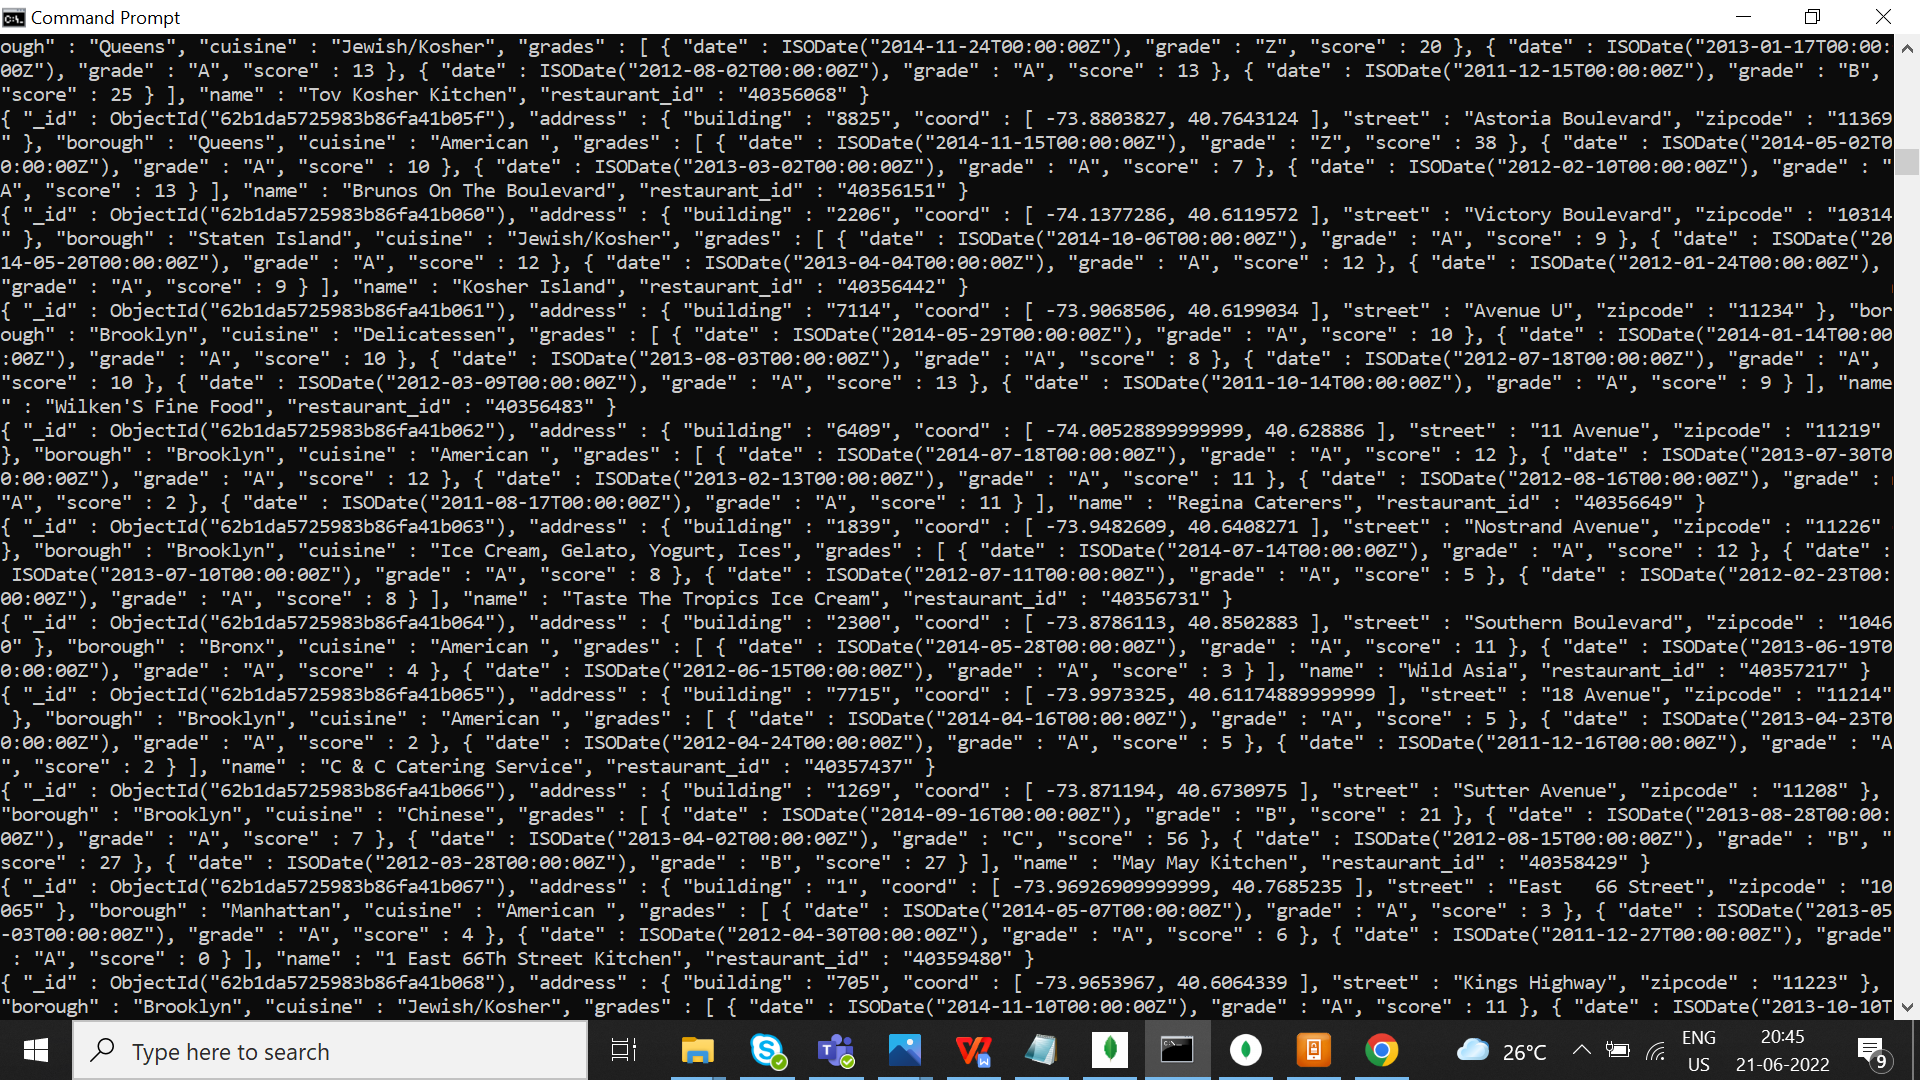 Command Prompt
ough" : "Queens", "cuisine" : "Jewish/Kosher", "grades" : [ { "date" : ISODate("2014-11-24T00:00:00Z"), "grade" : "Z", "score" : 20 }, { "date" : ISODate("2013-01-17T00:00:
00Z"), "grade" : "A", "score" : 13 }, { "date" : ISODate("2012-08-02T00:00:00Z"), "grade" : "A", "score" : 13 }, { "date" : ISODate("2011-12-15T00:00:00Z"), "grade" : "B",
"score" : 25 } ], "name" : "Tov Kosher Kitchen", "restaurant_id" : "40356068" }
{ "_id" : ObjectId("62b1da5725983b86fa41b05f"), "address" : { "building" : "8825", "coord" : [ -73.8803827, 40.7643124 ], "street" : "Astoria Boulevard", "zipcode" : "11369
" }, "borough" : "Queens", "cuisine" : "American ", "grades" : [ { "date" : ISODate("2014-11-15T00:00:00Z"), "grade" : "Z", "score" : 38 }, { "date" : ISODate("2014-05-02T0
0:00:00Z"), "grade" : "A", "score" : 10 }, { "date" : ISODate("2013-03-02T00:00:00Z"), "grade" : "A", "score" : 7 }, { "date" : ISODate("2012-02-10T00:00:00Z"), "grade" : "
A", "score" : 13 } ], "name" : "Brunos On The Boulevard", "restaurant_id" : "40356151" }
{ "_id" : ObjectId("62b1da5725983b86fa41b060"), "address" : { "building" : "2206", "coord" : [ -74.1377286, 40.6119572 ], "street" : "Victory Boulevard", "zipcode" : "10314
" }, "borough" : "Staten Island", "cuisine" : "Jewish/Kosher", "grades" : [ { "date" : ISODate("2014-10-06T00:00:00Z"), "grade" : "A", "score" : 9 }, { "date" : ISODate("20
14-05-20T00:00:00Z"), "grade" : "A", "score" : 12 }, { "date" : ISODate("2013-04-04T00:00:00Z"), "grade" : "A", "score" : 12 }, { "date" : ISODate("2012-01-24T00:00:00Z"),
"grade" : "A", "score" : 9 } ], "name" : "Kosher Island", "restaurant_id" : "40356442" }
{ "_id" : ObjectId("62b1da5725983b86fa41b061"), "address" : { "building" : "7114", "coord" : [ -73.9068506, 40.6199034 ], "street" : "Avenue U", "zipcode" : "11234" }, "bor
ough" : "Brooklyn", "cuisine" : "Delicatessen", "grades" : [ { "date" : ISODate("2014-05-29T00:00:00Z"), "grade" : "A", "score" : 10 }, { "date" : ISODate("2014-01-14T00:00
:00Z"), "grade" : "A", "score" : 10 }, { "date" : ISODate("2013-08-03T00:00:00Z"), "grade" : "A", "score" : 8 }, { "date" : ISODate("2012-07-18T00:00:00Z"), "grade" : "A",
"score" : 10 }, { "date" : ISODate("2012-03-09T00:00:00Z"), "grade" : "A", "score" : 13 }, { "date" : ISODate("2011-10-14T00:00:00Z"), "grade" : "A", "score" : 9 } ], "name
" : "Wilken'S Fine Food", "restaurant_id" : "40356483" }
{ "_id" : ObjectId("62b1da5725983b86fa41b062"), "address" : { "building" : "6409", "coord" : [ -74.00528899999999, 40.628886 ], "street" : "11 Avenue", "zipcode" : "11219"
}, "borough" : "Brooklyn", "cuisine" : "American ", "grades" : [ { "date" : ISODate("2014-07-18T00:00:00Z"), "grade" : "A", "score" : 12 }, { "date" : ISODate("2013-07-30T0
0:00:00Z"), "grade" : "A", "score" : 12 }, { "date" : ISODate("2013-02-13T00:00:00Z"), "grade" : "A", "score" : 11 }, { "date" : ISODate("2012-08-16T00:00:00Z"), "grade" :
"A", "score" : 2 }, { "date" : ISODate("2011-08-17T00:00:00Z"), "grade" : "A", "score" : 11 } ], "name" : "Regina Caterers", "restaurant_id" : "40356649" }
{ "_id" : ObjectId("62b1da5725983b86fa41b063"), "address" : { "building" : "1839", "coord" : [ -73.9482609, 40.6408271 ], "street" : "Nostrand Avenue", "zipcode" : "11226"
}, "borough" : "Brooklyn", "cuisine" : "Ice Cream, Gelato, Yogurt, Ices", "grades" : [ { "date" : ISODate("2014-07-14T00:00:00Z"), "grade" : "A", "score" : 12 }, { "date" :
ISODate("2013-07-10T00:00:00Z"), "grade" : "A", "score" : 8 }, { "date" : ISODate("2012-07-11T00:00:00Z"), "grade" : "A", "score" : 5 }, { "date" : ISODate("2012-02-23T00:
00:00Z"), "grade" : "A", "score" : 8 } ], "name" : "Taste The Tropics Ice Cream", "restaurant_id" : "40356731" }
{ "_id" : ObjectId("62b1da5725983b86fa41b064"), "address" : { "building" : "2300", "coord" : [ -73.8786113, 40.8502883 ], "street" : "Southern Boulevard", "zipcode" : "1046
0" }, "borough" : "Bronx", "cuisine" : "American ", "grades" : [ { "date" : ISODate("2014-05-28T00:00:00Z"), "grade" : "A", "score" : 11 }, { "date" : ISODate("2013-06-19T0
0:00:00Z"), "grade" : "A", "score" : 4 }, { "date" : ISODate("2012-06-15T00:00:00Z"), "grade" : "A", "score" : 3 } ], "name" : "Wild Asia", "restaurant_id" : "40357217" }
{ "_id" : ObjectId("62b1da5725983b86fa41b065"), "address" : { "building" : "7715", "coord" : [ -73.9973325, 40.61174889999999 ], "street" : "18 Avenue", "zipcode" : "11214"
}, "borough" : "Brooklyn", "cuisine" : "American ", "grades" : [ { "date" : ISODate("2014-04-16T00:00:00Z"), "grade" : "A", "score" : 5 }, { "date" : ISODate("2013-04-23T0
0:00:00Z"), "grade" : "A", "score" : 2 }, { "date" : ISODate("2012-04-24T00:00:00Z"), "grade" : "A", "score" : 5 }, { "date" : ISODate("2011-12-16T00:00:00Z"), "grade" : "A
", "score" : 2 } ], "name" : "C & C Catering Service", "restaurant_id" : "40357437" }
{ "_id" : ObjectId("62b1da5725983b86fa41b066"), "address" : { "building" : "1269", "coord" : [ -73.871194, 40.6730975 ], "street" : "Sutter Avenue", "zipcode" : "11208" },
"borough" : "Brooklyn", "cuisine" : "Chinese", "grades" : [ { "date" : ISODate("2014-09-16T00:00:00Z"), "grade" : "B", "score" : 21 }, { "date" : ISODate("2013-08-28T00:00:
00Z"), "grade" : "A", "score" : 7 }, { "date" : ISODate("2013-04-02T00:00:00Z"), "grade" : "C", "score" : 56 }, { "date" : ISODate("2012-08-15T00:00:00Z"), "grade" : "B", "
score" : 27 }, { "date" : ISODate("2012-03-28T00:00:00Z"), "grade" : "B", "score" : 27 } ], "name" : "May May Kitchen", "restaurant_id" : "40358429" }
{ "_id" : ObjectId("62b1da5725983b86fa41b067"), "address" : { "building" : "1", "coord" : [ -73.96926909999999, 40.7685235 ], "street" : "East   66 Street", "zipcode" : "10
065" }, "borough" : "Manhattan", "cuisine" : "American ", "grades" : [ { "date" : ISODate("2014-05-07T00:00:00Z"), "grade" : "A", "score" : 3 }, { "date" : ISODate("2013-05
-03T00:00:00Z"), "grade" : "A", "score" : 4 }, { "date" : ISODate("2012-04-30T00:00:00Z"), "grade" : "A", "score" : 6 }, { "date" : ISODate("2011-12-27T00:00:00Z"), "grade"
: "A", "score" : 0 } ], "name" : "1 East 66Th Street Kitchen", "restaurant_id" : "40359480" }
{ "_id" : ObjectId("62b1da5725983b86fa41b068"), "address" : { "building" : "705", "coord" : [ -73.9653967, 40.6064339 ], "street" : "Kings Highway", "zipcode" : "11223" },
"borough" : "Brooklyn", "cuisine" : "Jewish/Kosher", "grades" : [ { "date" : ISODate("2014-11-10T00:00:00Z"), "grade" : "A", "score" : 11 }, { "date" : ISODate("2013-10-10T
Type here to search
26°C
ENG
US
20:45
21-06-2022
9